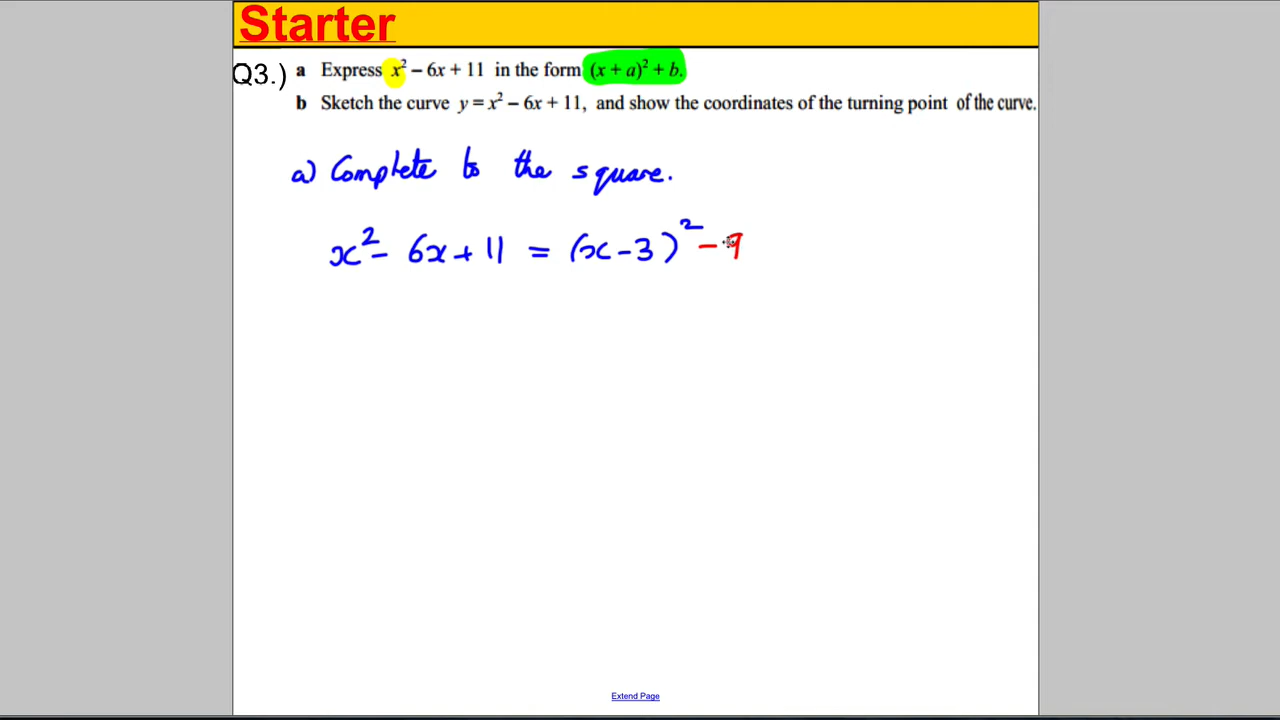 Starter
Q3.) a Express x² – 6x + 11 in the form (x + a)² + b.
b Sketch the curve y = x² – 6x + 11, and show the coordinates of the turning point of the curve.
a) Complete to the square.
x² - 6x + 11 = (x - 3)² - 9
Extend Page